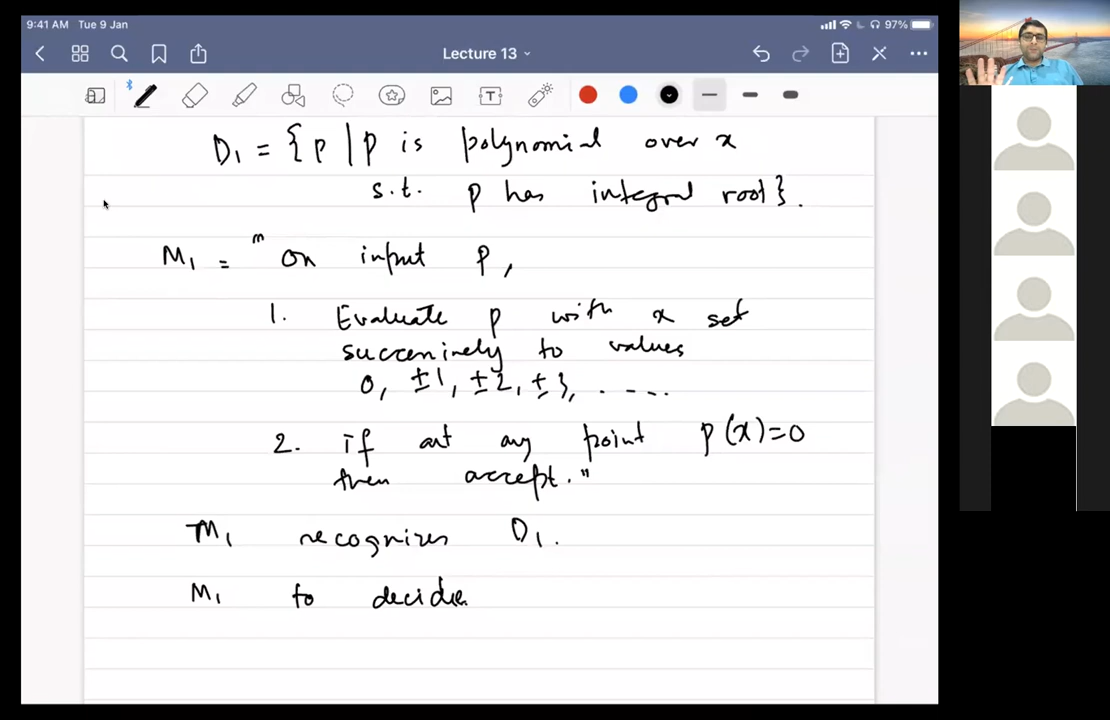 9:41 AM Tue 9 Jan
97%
Lecture 13
D₁ = {p | p is polynomial over x
s.t. p has integral root}.
M₁ = " on input p,
1. Evaluate p with x set
successively to values
0, ±1, ±2, ±3, .....
2. if at any point p(x)=0
then accept."
M₁ recognizes D₁.
M₁ to decide